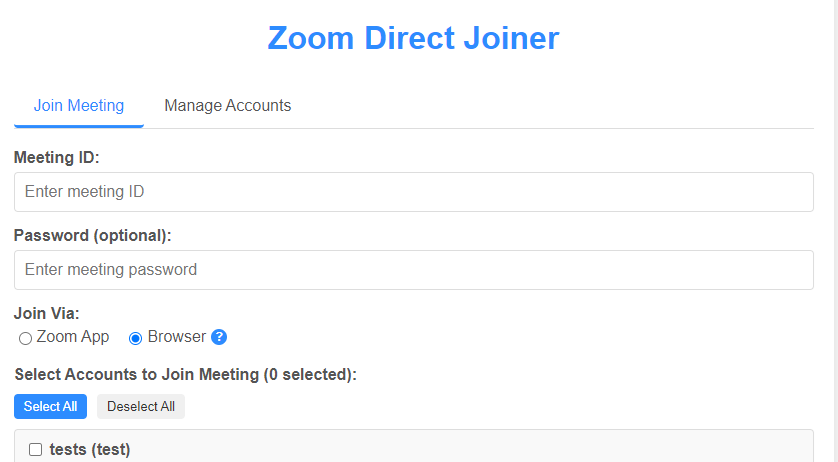 Zoom Direct Joiner
Join Meeting Manage Accounts
Meeting ID:
Enter meeting ID
Password (optional):
Enter meeting password
Join Via:
Zoom App Browser ?
Select Accounts to Join Meeting (0 selected):
Select All Deselect All
tests (test)